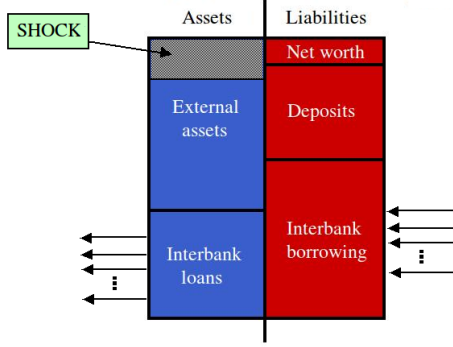 Assets
Liabilities
SHOCK
Net worth
External
assets
Deposits
Interbank
loans
Interbank
borrowing